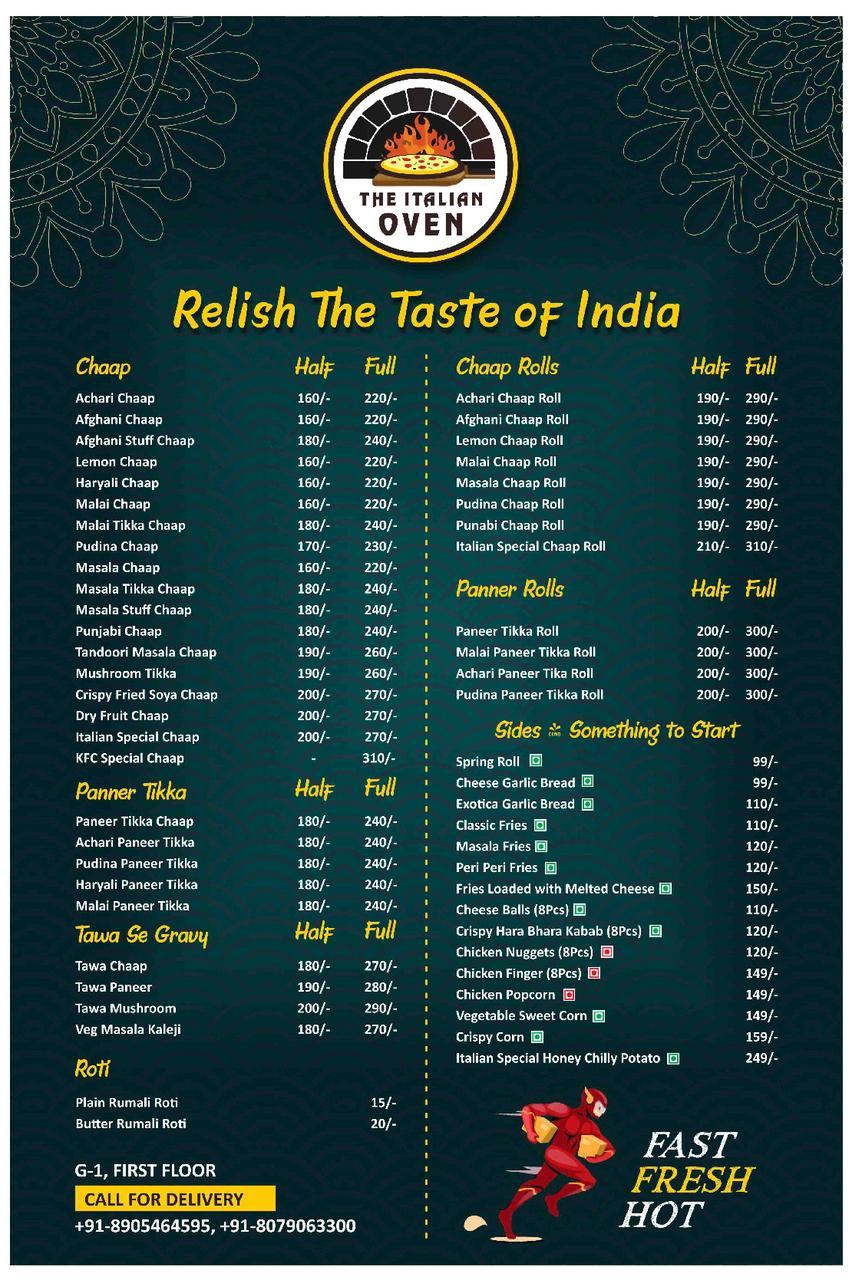 THE ITALIAN
OVEN
Relish The Taste of India
Chaap Half Full
Achari Chaap 160/- 220/-
Afghani Chaap 160/- 220/-
Afghani Stuff Chaap 180/- 240/-
Lemon Chaap 160/- 220/-
Haryali Chaap 160/- 220/-
Malai Chaap 160/- 220/-
Malai Tikka Chaap 180/- 240/-
Pudina Chaap 170/- 230/-
Masala Chaap 160/- 220/-
Masala Tikka Chaap 180/- 240/-
Masala Stuff Chaap 180/- 240/-
Punjabi Chaap 180/- 240/-
Tandoori Masala Chaap 190/- 260/-
Mushroom Tikka 190/- 260/-
Crispy Fried Soya Chaap 200/- 270/-
Dry Fruit Chaap 200/- 270/-
Italian Special Chaap 200/- 270/-
KFC Special Chaap - 310/-
Panner Tikka Half Full
Paneer Tikka Chaap 180/- 240/-
Achari Paneer Tikka 180/- 240/-
Pudina Paneer Tikka 180/- 240/-
Haryali Paneer Tikka 180/- 240/-
Malai Paneer Tikka 180/- 240/-
Tawa Se Gravy Half Full
Tawa Chaap 180/- 270/-
Tawa Paneer 190/- 280/-
Tawa Mushroom 200/- 290/-
Veg Masala Kaleji 180/- 270/-
Roti
Plain Rumali Roti 15/-
Butter Rumali Roti 20/-
G-1, FIRST FLOOR
CALL FOR DELIVERY
+91-8905464595, +91-8079063300
Chaap Rolls Half Full
Achari Chaap Roll 190/- 290/-
Afghani Chaap Roll 190/- 290/-
Lemon Chaap Roll 190/- 290/-
Malai Chaap Roll 190/- 290/-
Masala Chaap Roll 190/- 290/-
Pudina Chaap Roll 190/- 290/-
Punabi Chaap Roll 190/- 290/-
Italian Special Chaap Roll 210/- 310/-
Panner Rolls Half Full
Paneer Tikka Roll 200/- 300/-
Malai Paneer Tikka Roll 200/- 300/-
Achari Paneer Tika Roll 200/- 300/-
Pudina Paneer Tikka Roll 200/- 300/-
Sides Something to Start
Spring Roll 99/-
Cheese Garlic Bread 99/-
Exotica Garlic Bread 110/-
Classic Fries 110/-
Masala Fries 120/-
Peri Peri Fries 120/-
Fries Loaded with Melted Cheese 150/-
Cheese Balls (8Pcs) 110/-
Crispy Hara Bhara Kabab (8Pcs) 120/-
Chicken Nuggets (8Pcs) 120/-
Chicken Finger (8Pcs) 149/-
Chicken Popcorn 149/-
Vegetable Sweet Corn 149/-
Crispy Corn 159/-
Italian Special Honey Chilly Potato 249/-
FAST
FRESH
HOT